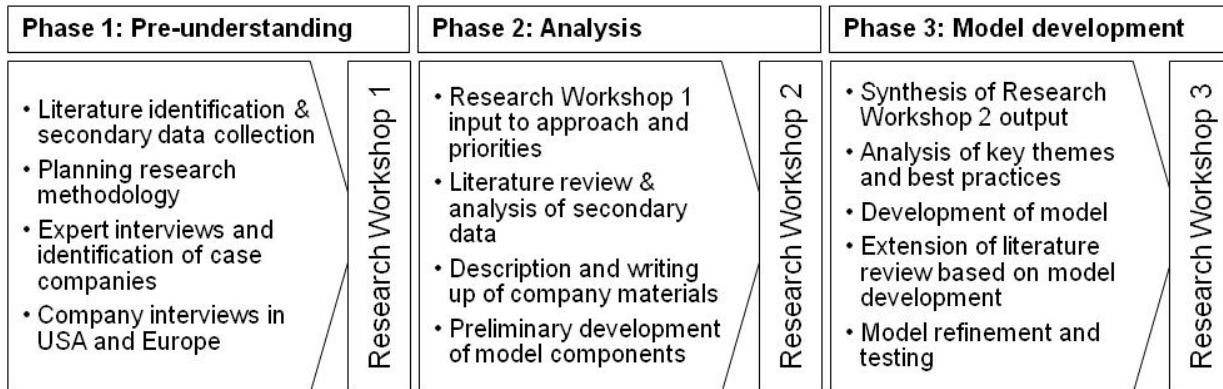 Phase 1: Pre-understanding
• Literature identification &
secondary data collection
• Planning research
methodology
• Expert interviews and
identification of case
companies
• Company interviews in
USA and Europe
Research Workshop 1
Phase 2: Analysis
• Research Workshop 1
input to approach and
priorities
• Literature review &
analysis of secondary
data
• Description and writing
up of company materials
• Preliminary development
of model components
Research Workshop 2
Phase 3: Model development
• Synthesis of Research
Workshop 2 output
• Analysis of key themes
and best practices
• Development of model
• Extension of literature
review based on model
development
• Model refinement and
testing
Research Workshop 3